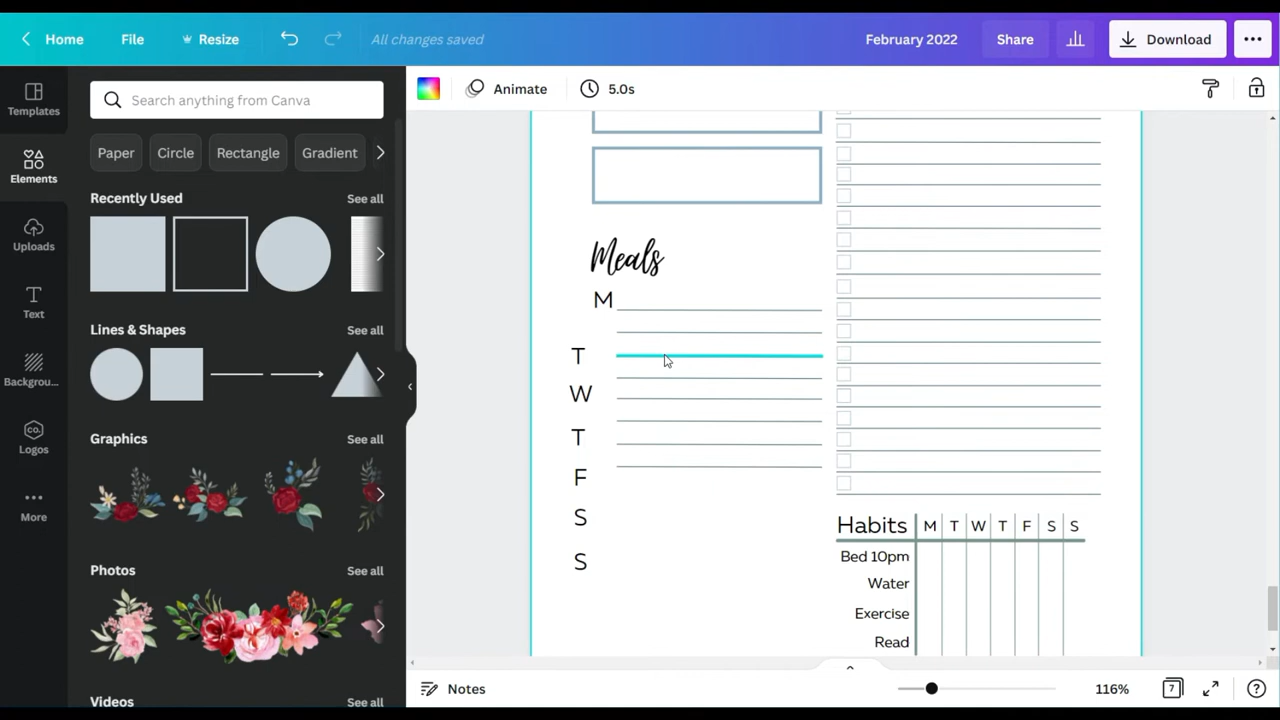 Home File Resize All changes saved February 2022 Share Download
Templates
Search anything from Canva
Animate 5.0s
Elements
Paper Circle Rectangle Gradient
Recently Used See all
Uploads
Text
Lines & Shapes See all
Backgrou...
Logos
Graphics See all
More
Photos See all
Videos
Meals
M
T
W
T
F
S
S
Habits M T W T F S S
Bed 10pm
Water
Exercise
Read
Notes 116% 7 ?